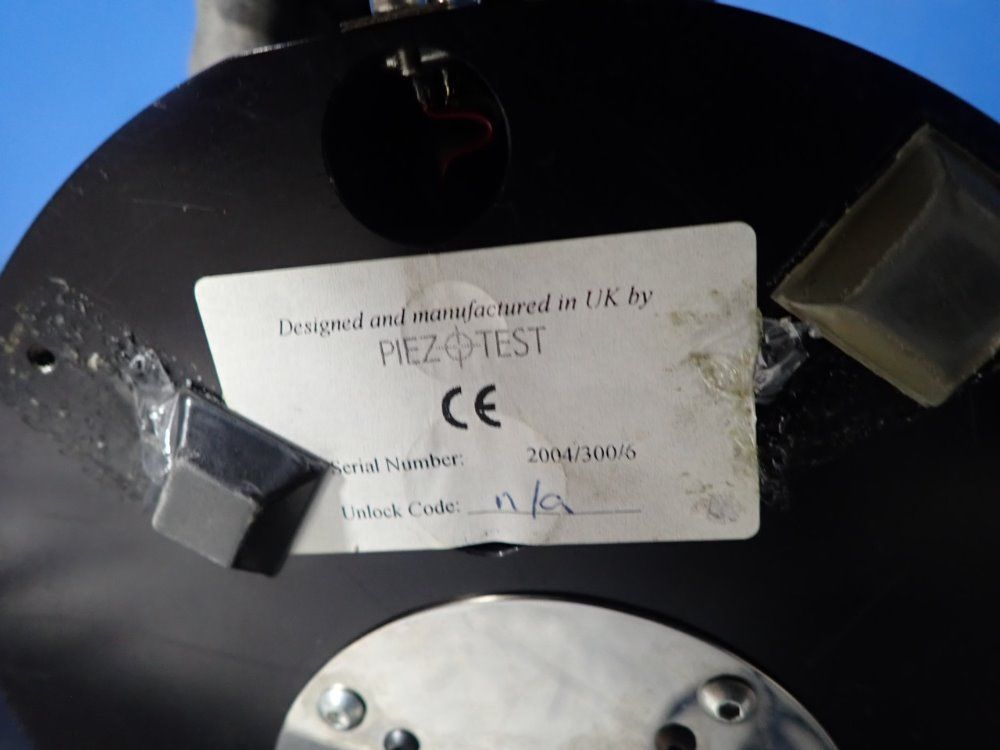 Designed and manufactured in UK by
PIEZOTEST
CE
Serial Number: 2004/300/6
Unlock Code: n/a